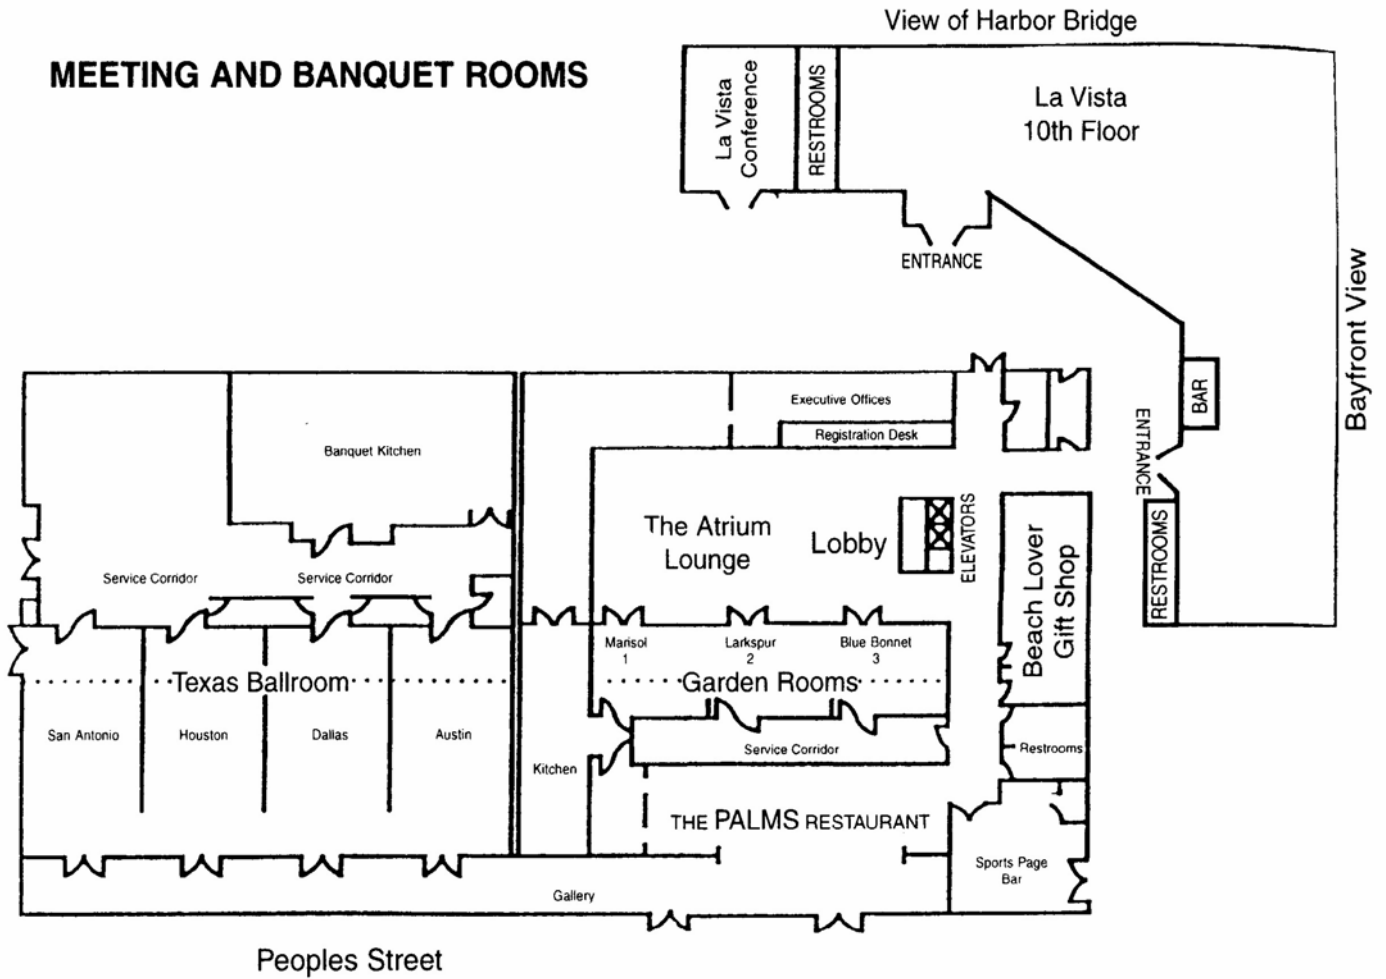 View of Harbor Bridge
MEETING AND BANQUET ROOMS
La Vista
Conference
RESTROOMS
La Vista
10th Floor
ENTRANCE
Bayfront View
BAR
ENTRANCE
RESTROOMS
Executive Offices
Registration Desk
Banquet Kitchen
The Atrium
Lounge
Lobby
ELEVATORS
Beach Lover
Gift Shop
Service Corridor
Service Corridor
Marisol
1
Larkspur
2
Blue Bonnet
3
Texas Ballroom
Garden Rooms
San Antonio
Houston
Dallas
Austin
Service Corridor
Restrooms
Kitchen
THE PALMS RESTAURANT
Sports Page
Bar
Gallery
Peoples Street